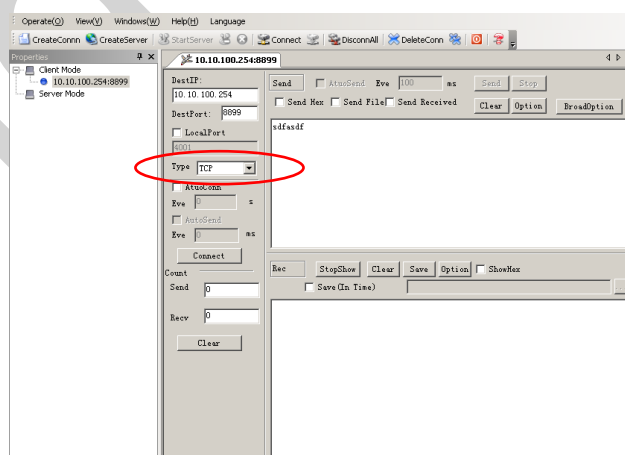 Operate(O) View(V) Windows(W) Help(H) Language
CreateConnn CreateServer StartServer Connect DisconnAll DeleteConn
Properties
Client Mode
10.10.100.254:8899
Server Mode
10.10.100.254:8899
DestIP:
10.10.100.254
DestPort: 8899
LocalPort
4001
Type TCP
AtuoConn
Eve 0 s
AutoSend
Eve 0 ms
Connect
Count
Send 0
Recv 0
Clear
Send AtuoSend Eve 100 ms Send Stop
Send Hex Send File Send Received Clear Option BroadOption
sdfasdf
Rec StopShow Clear Save Option ShowHex
Save(In Time) ...